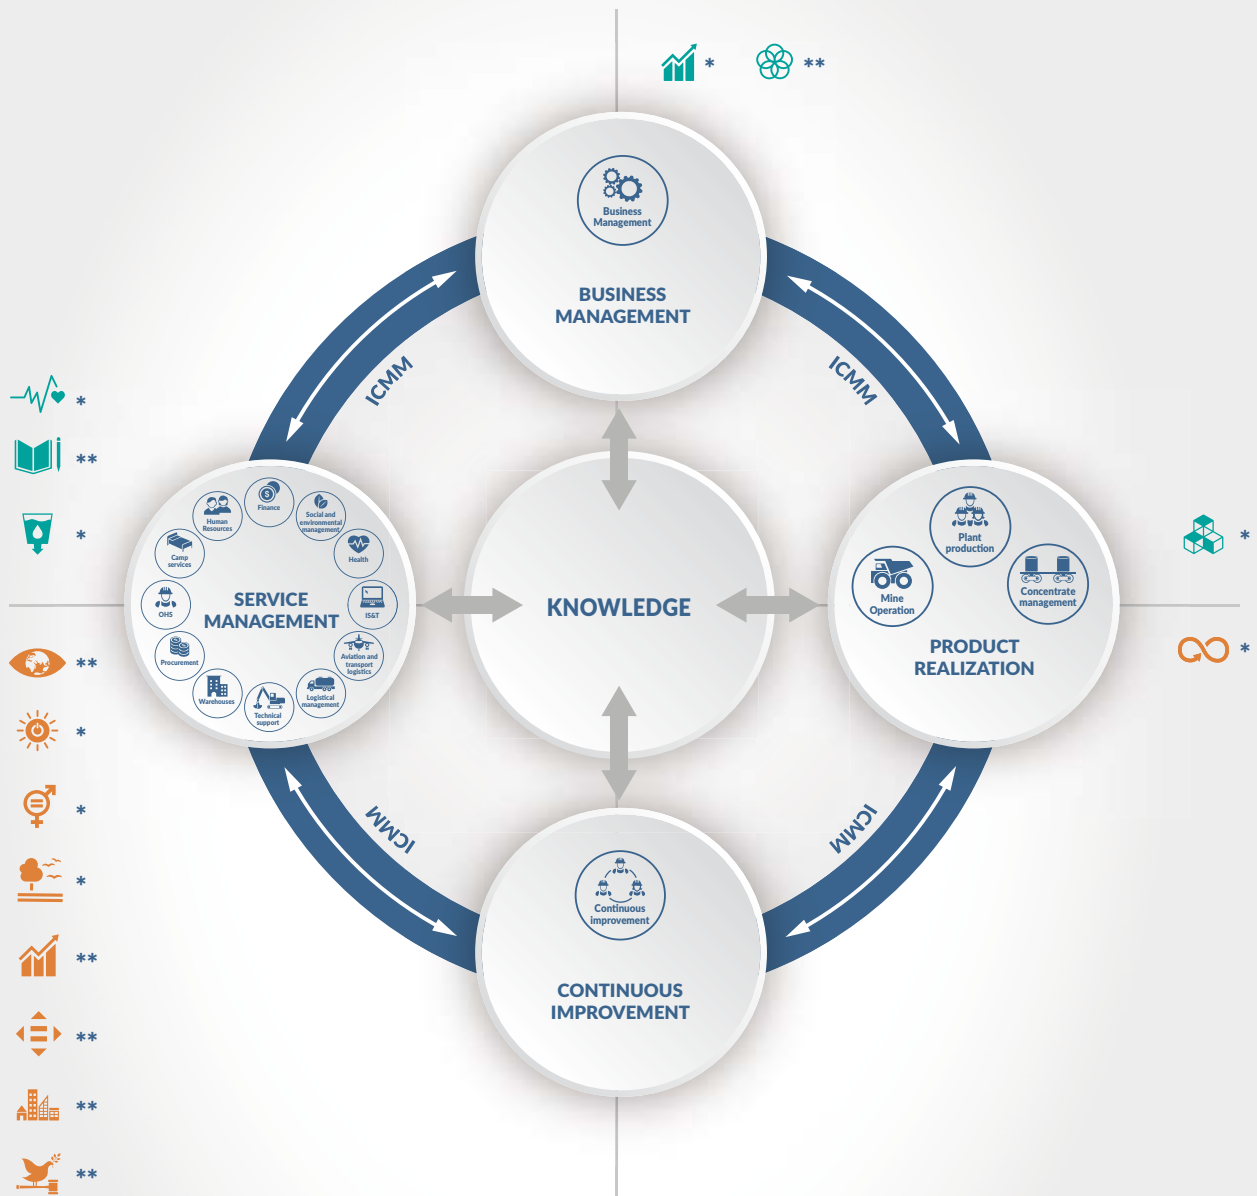 *
**
Business
Management
BUSINESS
MANAGEMENT
ICMM
ICMM
*
**
*
Finance
Human
Resources
Social and
environmental
management
Camp
services
Health
OHS
IS&T
Procurement
Aviation and
transport
logistics
Warehouses
Logistical
management
Technical
support
SERVICE
MANAGEMENT
KNOWLEDGE
Plant
production
Mine
Operation
Concentrate
management
PRODUCT
REALIZATION
*
*
**
*
*
*
**
**
**
**
ICMM
ICMM
Continuous
improvement
CONTINUOUS
IMPROVEMENT